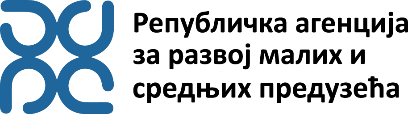 Републичка агенција
за развој малих и
средњих предузећа